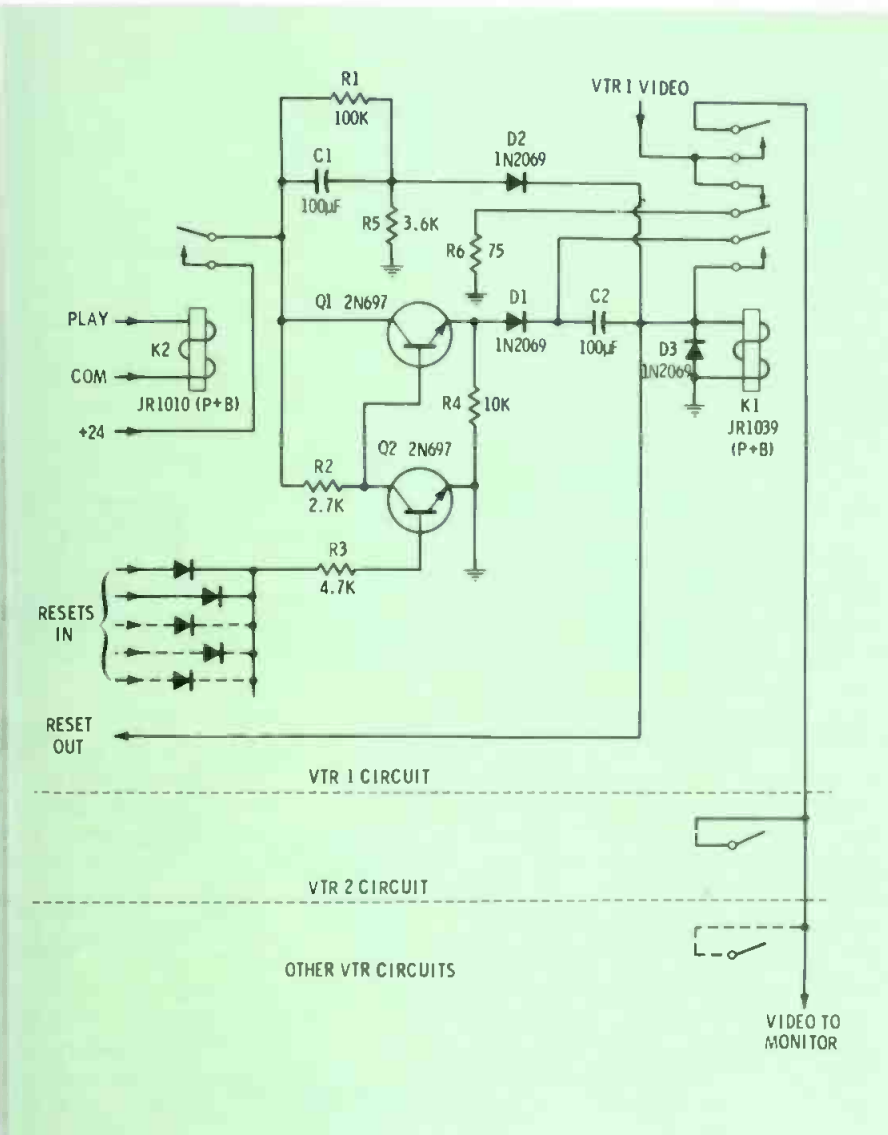 R1
100K
VTR 1 VIDEO
C1
100µF
D2
1N2069
R5 3.6K
R6 75
Q1 2N697
D1
1N2069
C2
100µF
D3
1N2069
K1
JR1039
(P+B)
PLAY
K2
COM
JR1010 (P+B)
+24
R4 10K
Q2 2N697
R2
2.7K
R3
4.7K
RESETS
IN
RESET
OUT
VTR 1 CIRCUIT
VTR 2 CIRCUIT
OTHER VTR CIRCUITS
VIDEO TO
MONITOR